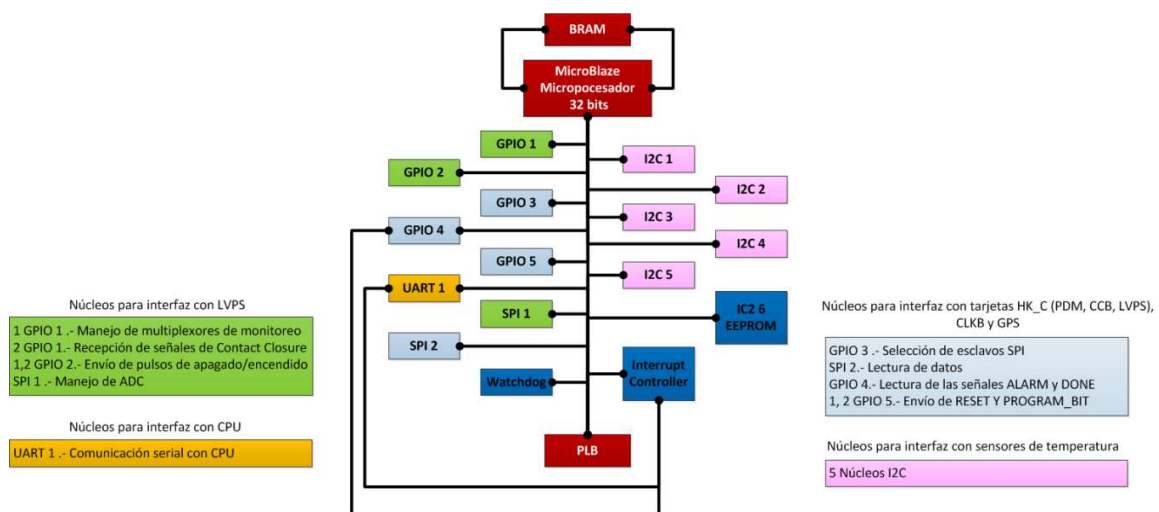 BRAM
MicroBlaze
Micropocesador
32 bits
GPIO 1
I2C 1
GPIO 2
I2C 2
GPIO 3
I2C 3
GPIO 4
I2C 4
GPIO 5
I2C 5
UART 1
SPI 1
IC2 6
EEPROM
SPI 2
Interrupt
Controller
Watchdog
PLB
Núcleos para interfaz con LVPS
1 GPIO 1 .- Manejo de multiplexores de monitoreo
2 GPIO 1.- Recepción de señales de Contact Closure
1,2 GPIO 2.- Envío de pulsos de apagado/encendido
SPI 1 .- Manejo de ADC
Núcleos para interfaz con CPU
UART 1 .- Comunicación serial con CPU
Núcleos para interfaz con tarjetas HK_C (PDM, CCB, LVPS),
CLKB y GPS
GPIO 3 .- Selección de esclavos SPI
SPI 2.- Lectura de datos
GPIO 4.- Lectura de las señales ALARM y DONE
1, 2 GPIO 5.- Envío de RESET Y PROGRAM_BIT
Núcleos para interfaz con sensores de temperatura
5 Núcleos I2C